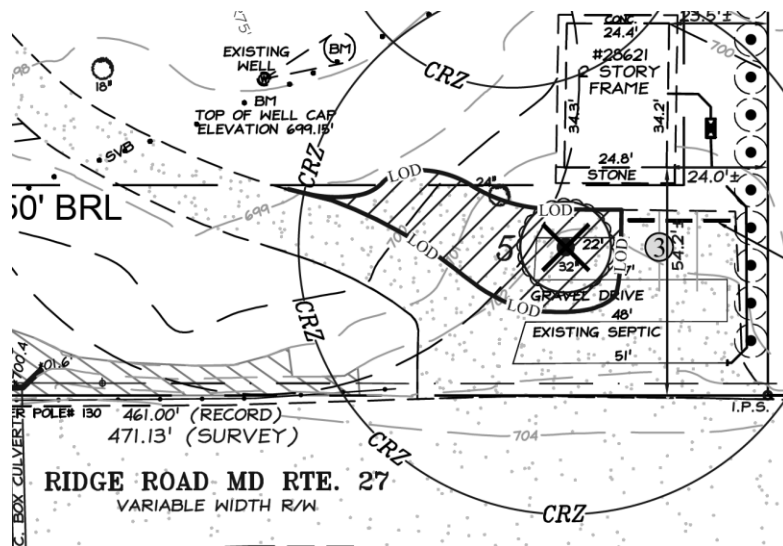 CONC.
24.4'
23.5'±
475'
EXISTING
WELL
(BM)
#28621
2 STORY
FRAME
700
698
18"
CRZ
BM
TOP OF WELL CAP
ELEVATION 699.15'
34.3'
34.2'
SVB
CRZ
24.8'
STONE
24.0'±
LOD
24"
50' BRL
699
LOD
LOD
5
22'
32"
LOD
3
54.2'±
LOD
GRAVEL DRIVE
48'
CRZ
EXISTING SEPTIC
51'
700.4
701.6'
POLE# 130
461.00' (RECORD)
471.13' (SURVEY)
I.P.S.
704
CRZ
C. BOX CULVERT
RIDGE ROAD MD RTE. 27
VARIABLE WIDTH R/W
CRZ